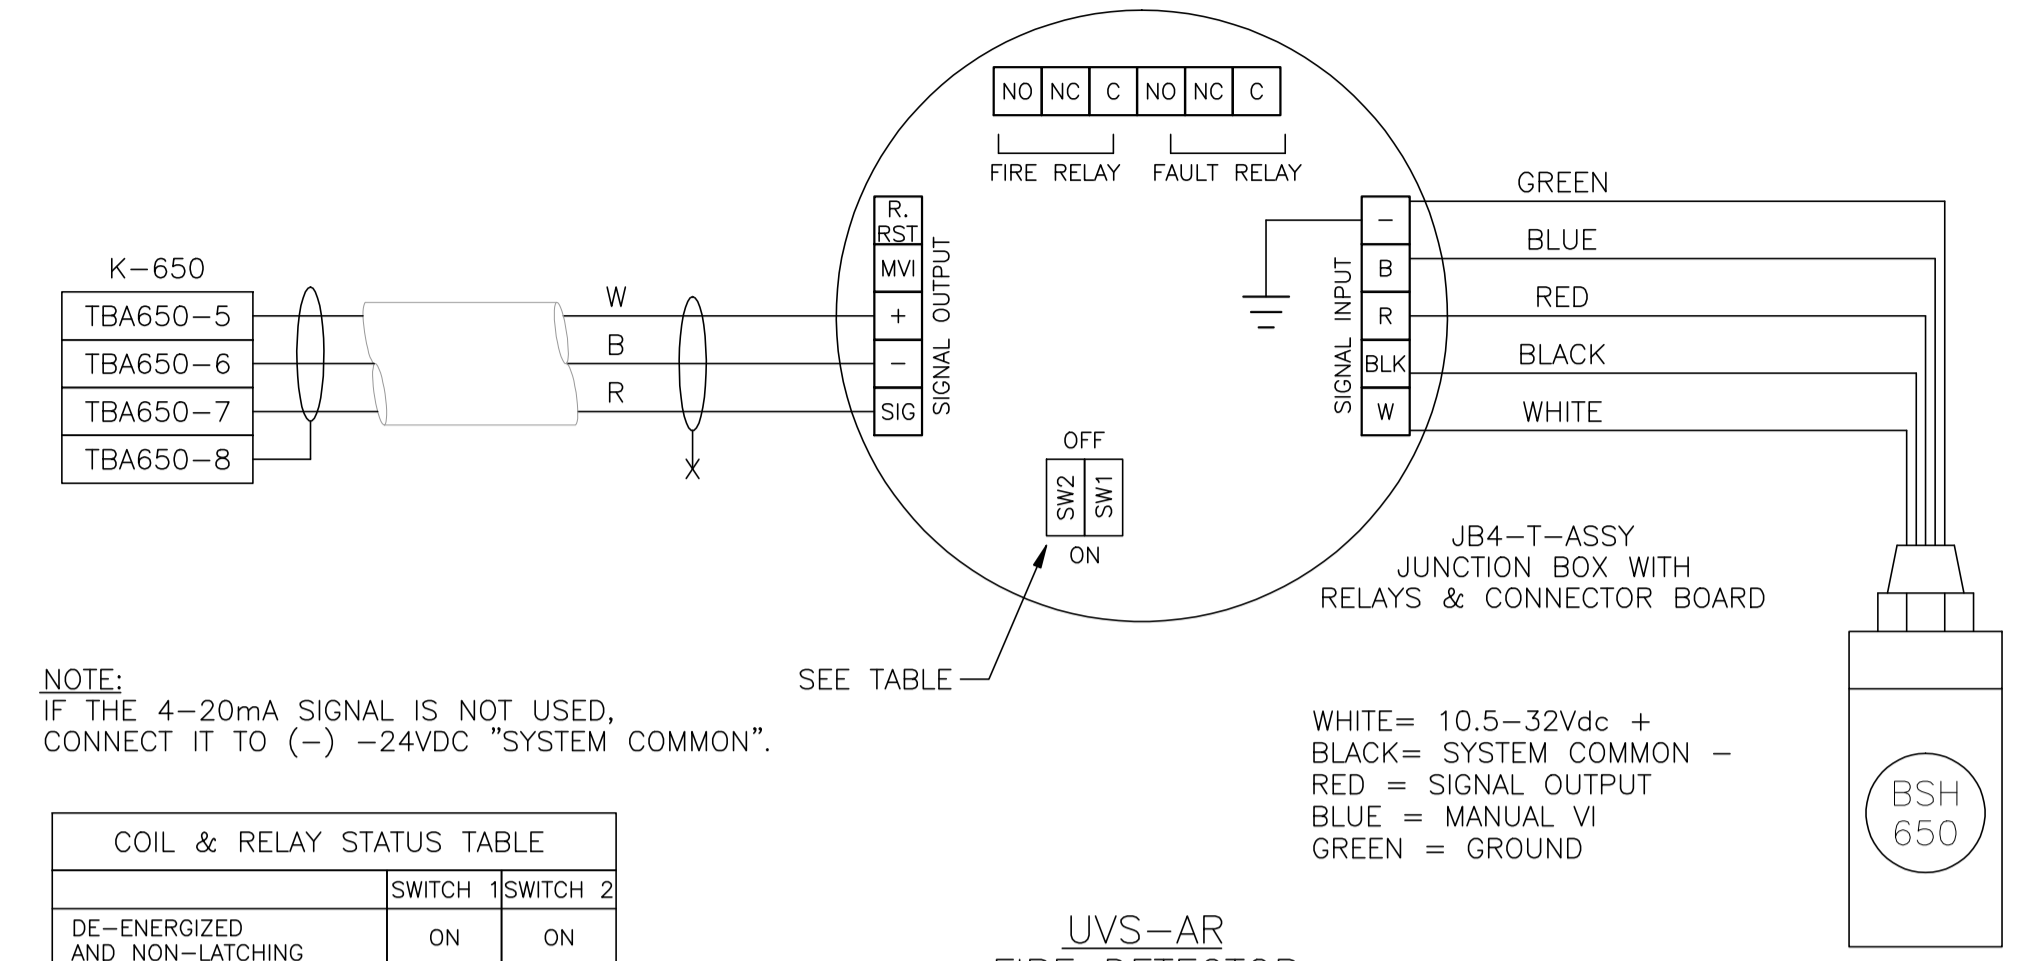 NO NC C NO NC C
FIRE RELAY FAULT RELAY
R.
RST
MVI
+
−
SIG
SIGNAL OUTPUT
K−650
TBA650−5
TBA650−6
TBA650−7
TBA650−8
W
B
R
X
−
B
R
BLK
W
SIGNAL INPUT
GREEN
BLUE
RED
BLACK
WHITE
OFF
SW2 SW1
ON
SEE TABLE
JB4−T−ASSY
JUNCTION BOX WITH
RELAYS & CONNECTOR BOARD
NOTE:
IF THE 4−20mA SIGNAL IS NOT USED,
CONNECT IT TO (−) −24VDC "SYSTEM COMMON".
WHITE= 10.5−32Vdc +
BLACK= SYSTEM COMMON −
RED = SIGNAL OUTPUT
BLUE = MANUAL VI
GREEN = GROUND
BSH
650
COIL & RELAY STATUS TABLE
SWITCH 1 SWITCH 2
DE−ENERGIZED
AND NON−LATCHING
ON ON
UVS−AR
FIRE DETECTOR